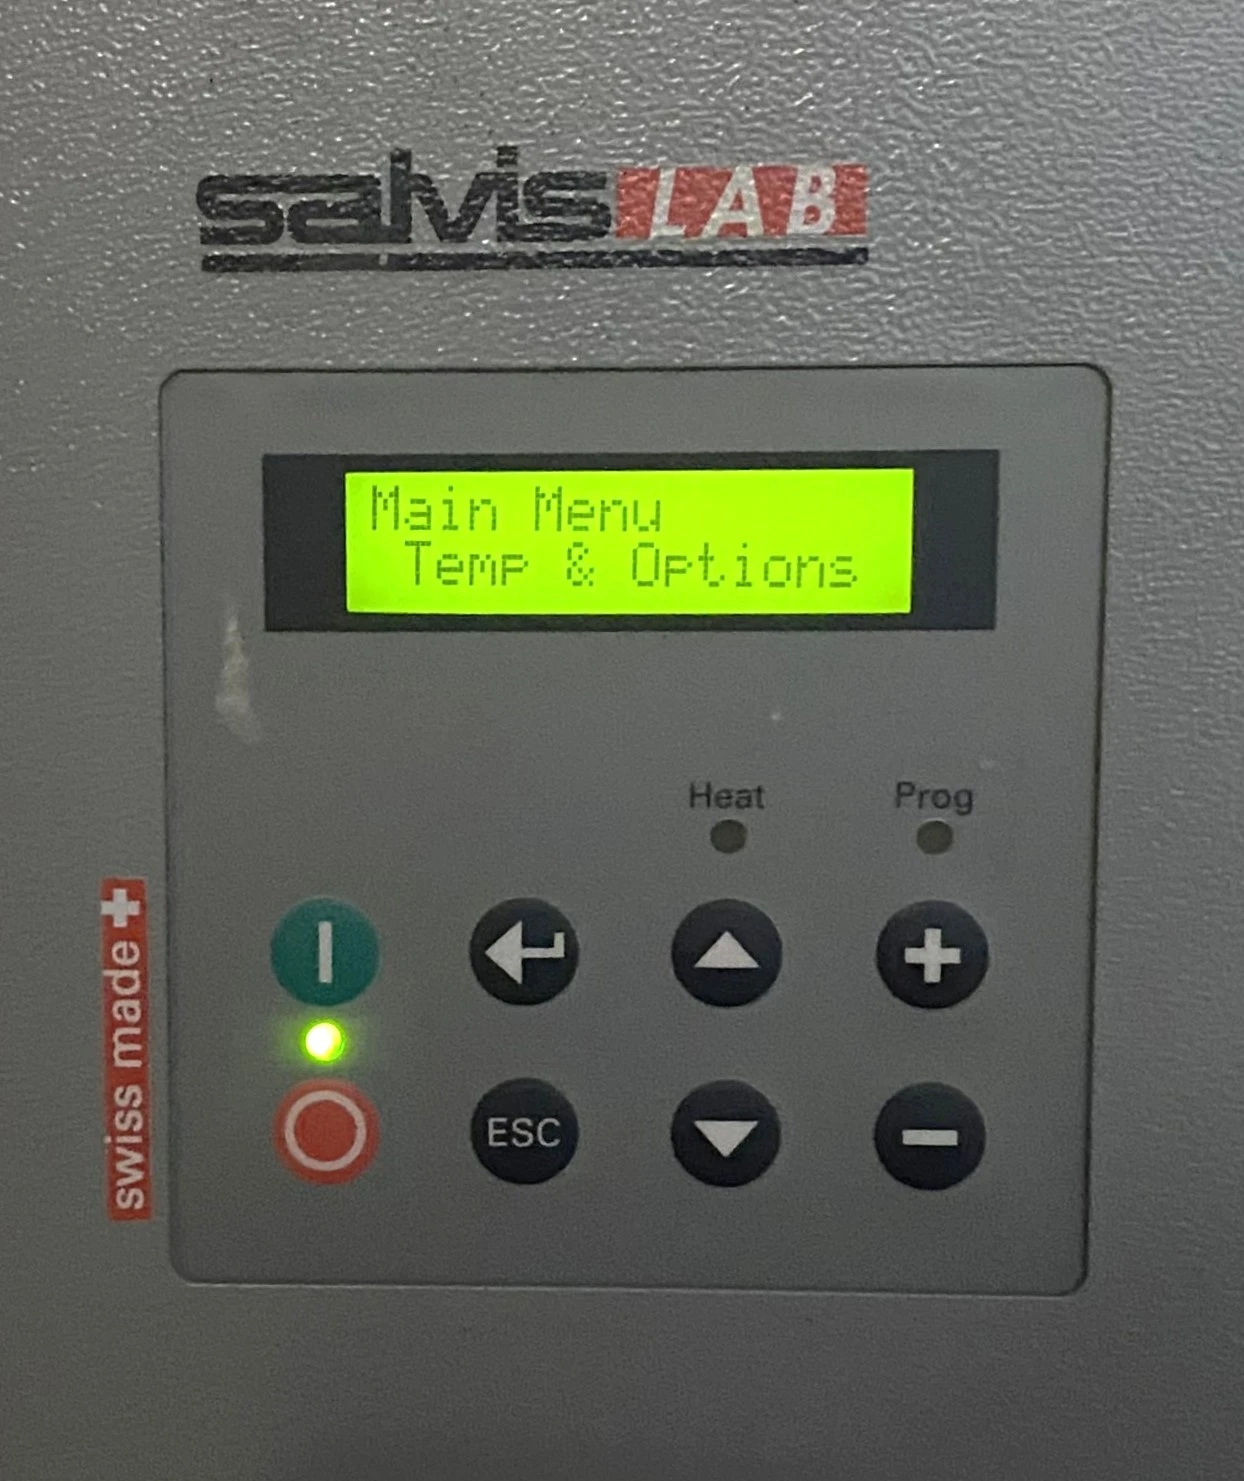 salvis LAB
Main Menu
Temp & Options
Heat Prog
ESC
swiss made